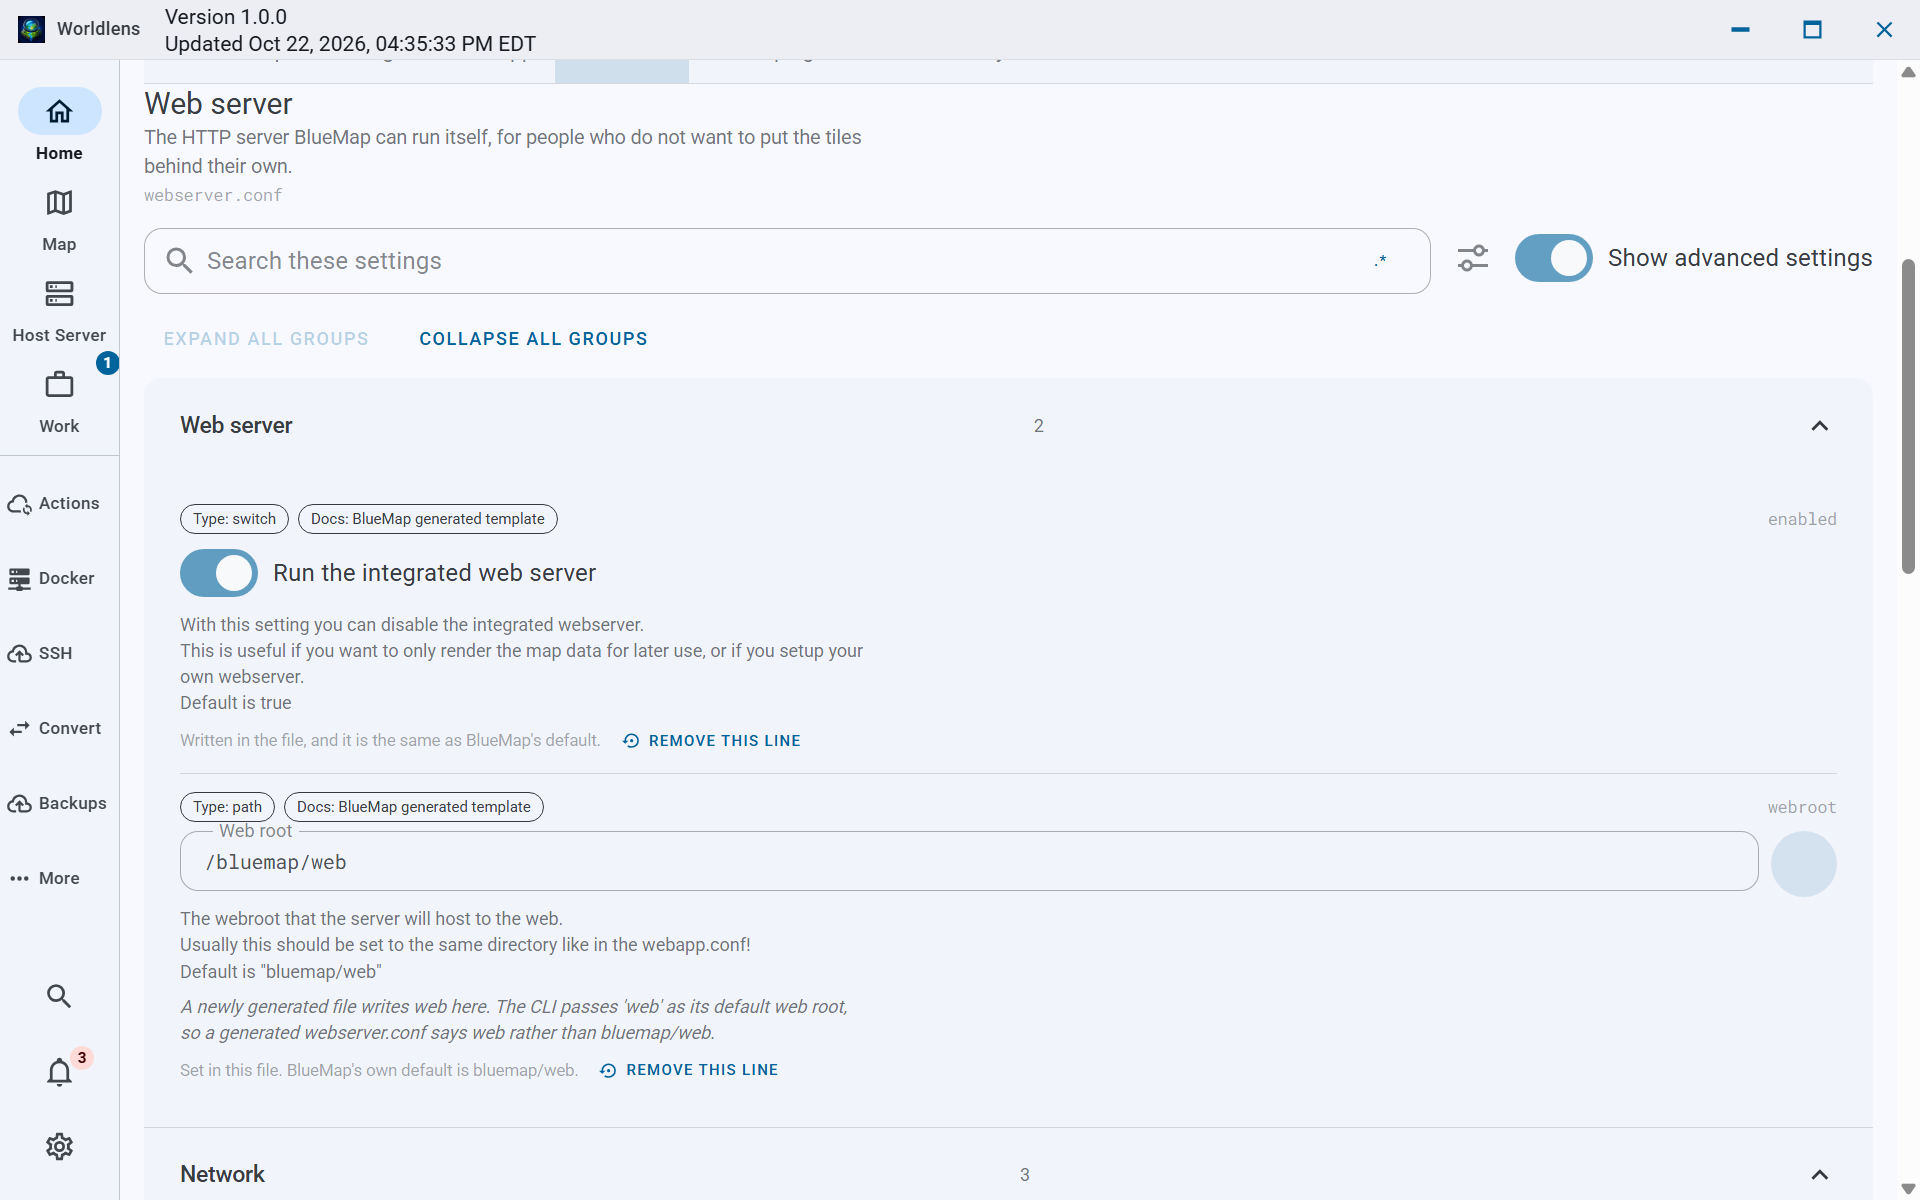 Worldlens
Version 1.0.0
Updated Oct 22, 2026, 04:35:33 PM EDT
Home
Map
Host Server
1
Work
Actions
Docker
SSH
Convert
Backups
More
3
Web server
The HTTP server BlueMap can run itself, for people who do not want to put the tiles
behind their own.
webserver.conf
Search these settings
.*
Show advanced settings
EXPAND ALL GROUPS
COLLAPSE ALL GROUPS
Web server
2
Type: switch
Docs: BlueMap generated template
enabled
Run the integrated web server
With this setting you can disable the integrated webserver.
This is useful if you want to only render the map data for later use, or if you setup your
own webserver.
Default is true
Written in the file, and it is the same as BlueMap's default.
REMOVE THIS LINE
Type: path
Docs: BlueMap generated template
webroot
Web root
/bluemap/web
The webroot that the server will host to the web.
Usually this should be set to the same directory like in the webapp.conf!
Default is "bluemap/web"
A newly generated file writes web here. The CLI passes 'web' as its default web root,
so a generated webserver.conf says web rather than bluemap/web.
Set in this file. BlueMap's own default is bluemap/web.
REMOVE THIS LINE
Network
3